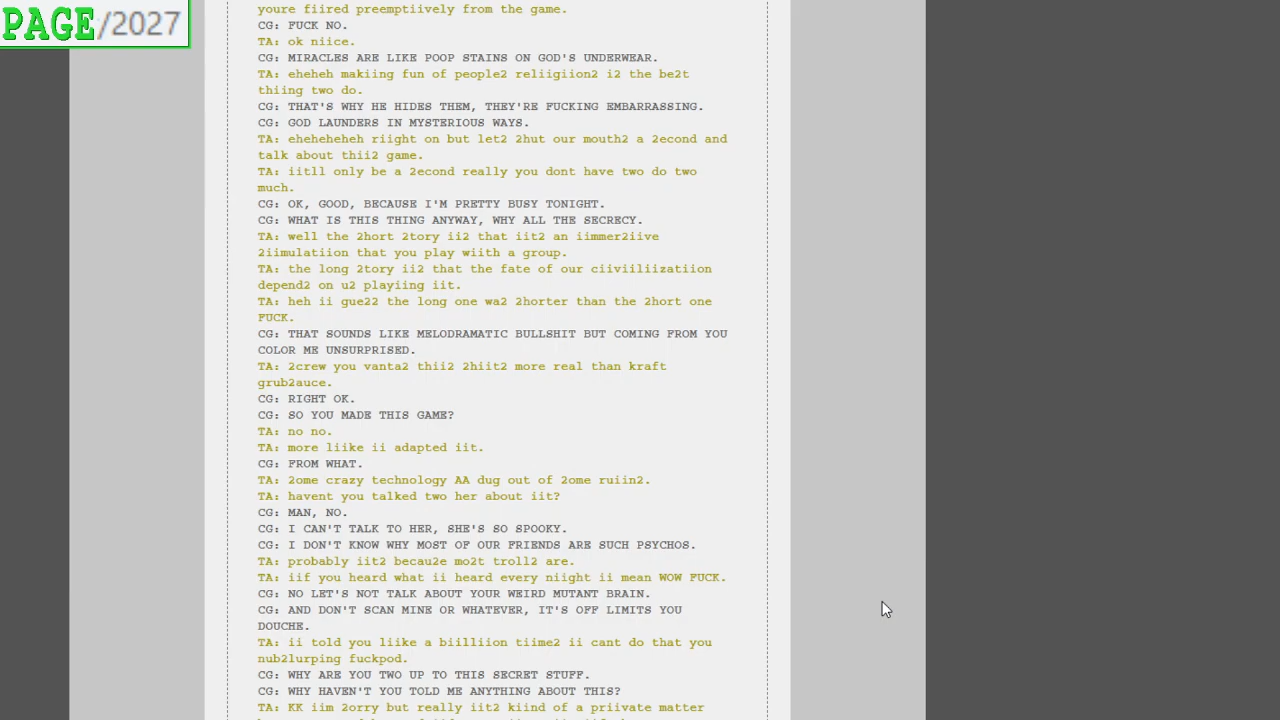 PAGE/2027
youre fiired preemptiively from the game.
CG: FUCK NO.
TA: ok niice.
CG: MIRACLES ARE LIKE POOP STAINS ON GOD'S UNDERWEAR.
TA: eheheh makiing fun of people2 reliigiion2 i2 the be2t
thiing two do.
CG: THAT'S WHY HE HIDES THEM, THEY'RE FUCKING EMBARRASSING.
CG: GOD LAUNDERS IN MYSTERIOUS WAYS.
TA: eheheheheh riight on but let2 2hut our mouth2 a 2econd and
talk about thii2 game.
TA: iitll only be a 2econd really you dont have two do two
much.
CG: OK, GOOD, BECAUSE I'M PRETTY BUSY TONIGHT.
CG: WHAT IS THIS THING ANYWAY, WHY ALL THE SECRECY.
TA: well the 2hort 2tory ii2 that iit2 an iimmer2iive
2iimulatiion that you play wiith a group.
TA: the long 2tory ii2 that the fate of our ciiviiliizatiion
depend2 on u2 playiing iit.
TA: heh ii gue22 the long one wa2 2horter than the 2hort one
FUCK.
CG: THAT SOUNDS LIKE MELODRAMATIC BULLSHIT BUT COMING FROM YOU
COLOR ME UNSURPRISED.
TA: 2crew you vanta2 thii2 2hiit2 more real than kraft
grub2auce.
CG: RIGHT OK.
CG: SO YOU MADE THIS GAME?
TA: no no.
TA: more liike ii adapted iit.
CG: FROM WHAT.
TA: 2ome crazy technology AA dug out of 2ome ruiin2.
TA: havent you talked two her about iit?
CG: MAN, NO.
CG: I CAN'T TALK TO HER, SHE'S SO SPOOKY.
CG: I DON'T KNOW WHY MOST OF OUR FRIENDS ARE SUCH PSYCHOS.
TA: probably iit2 becau2e mo2t troll2 are.
TA: iif you heard what ii heard every niight ii mean WOW FUCK.
CG: NO LET'S NOT TALK ABOUT YOUR WEIRD MUTANT BRAIN.
CG: AND DON'T SCAN MINE OR WHATEVER, IT'S OFF LIMITS YOU
DOUCHE.
TA: ii told you liike a biilliion tiime2 ii cant do that you
nub2lurping fuckpod.
CG: WHY ARE YOU TWO UP TO THIS SECRET STUFF.
CG: WHY HAVEN'T YOU TOLD ME ANYTHING ABOUT THIS?
TA: KK iim 2orry but really iit2 kiind of a priivate matter